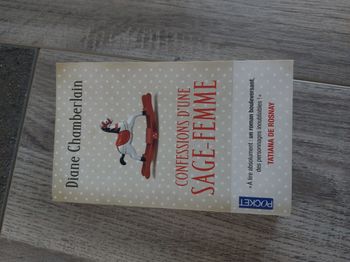 Diane Chamberlain
CONFESSIONS D'UNE
SAGE-FEMME
« À lire absolument : un roman bouleversant,
des personnages inoubliables ! »
TATIANA DE ROSNAY
POCKET